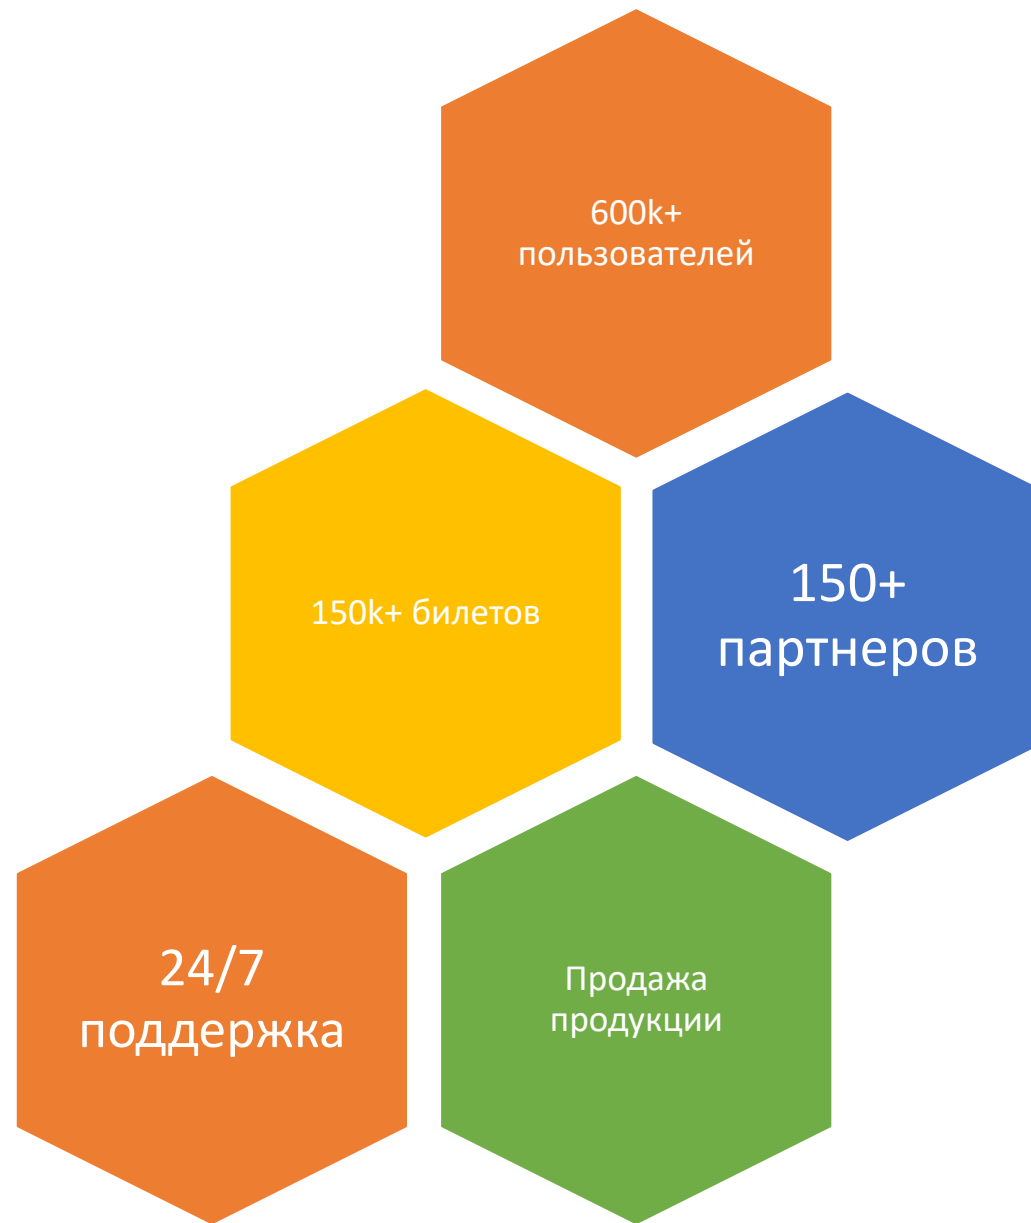 600k+
пользователей
150k+ билетов
150+
партнеров
24/7
поддержка
Продажа
продукции